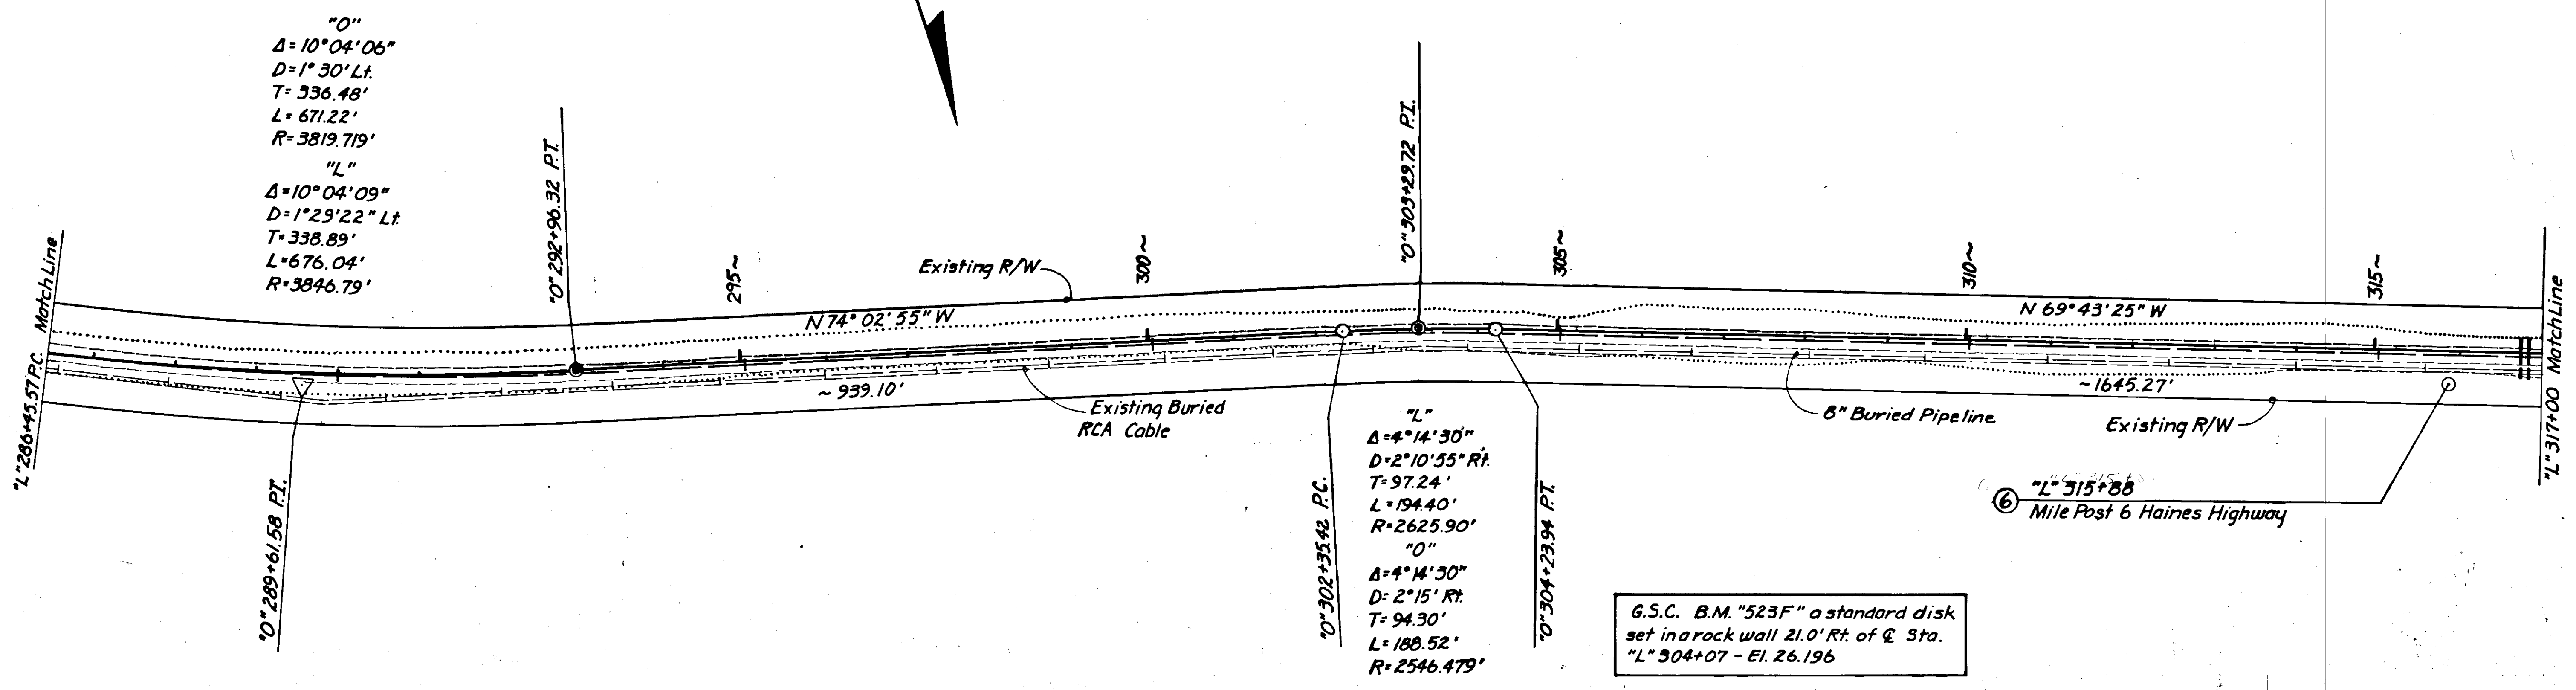 "O"
Δ=10°04'06"
D=1°30' Lt.
T=336.48'
L=671.22'
R=3819.719'
"L"
Δ=10°04'09"
D=1°29'22" Lt.
T=338.89'
L=676.04'
R=3846.79'
"L" 286+45.57 P.C. Match Line
"O" 289+61.58 P.I.
"O" 292+96.32 P.T.
295~
Existing R/W
300~
"O" 303+29.72 P.I.
305~
310~
315~
N 74° 02' 55" W
N 69° 43' 25" W
~ 939.10'
~1645.27'
Existing Buried
RCA Cable
8" Buried Pipeline
Existing R/W
"L" 317+00 Match Line
"O" 302+35.42 P.C.
"L"
Δ=4°14'30"
D=2°10'55" Rt.
T=97.24'
L=194.40'
R=2625.90'
"O"
Δ=4°14'30"
D=2°15' Rt.
T=94.30'
L=188.52'
R=2546.479'
"O" 304+23.94 P.T.
6 "L" 315+88
Mile Post 6 Haines Highway
G.S.C. B.M. "523F" a standard disk
set in a rock wall 21.0' Rt. of ℄ Sta.
"L" 304+07 - El. 26.196